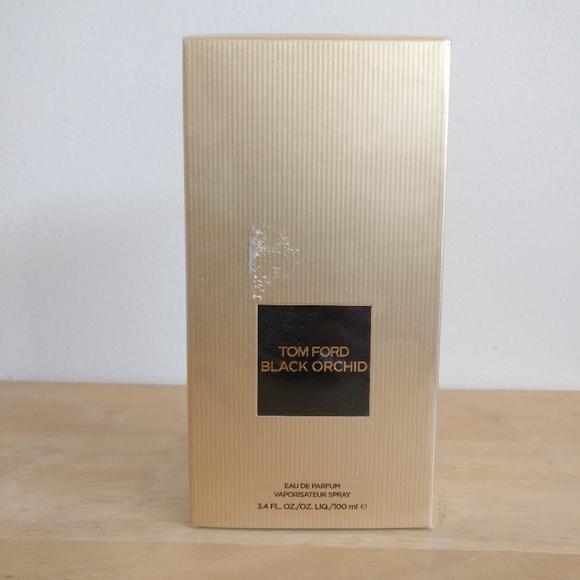 TOM FORD
BLACK ORCHID
EAU DE PARFUM
VAPORISATEUR SPRAY
3.4 FL. OZ./OZ. LIQ./100 ml ℮